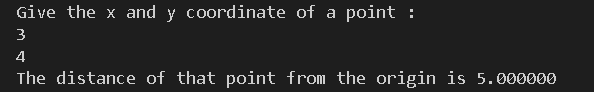 Give the x and y coordinate of a point :
3
4
The distance of that point from the origin is 5.000000